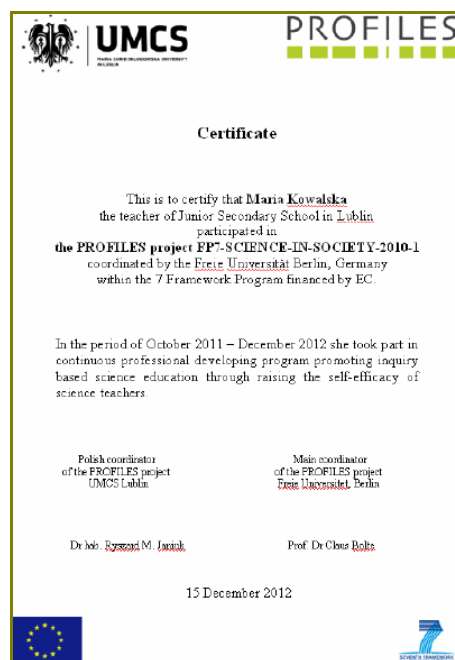 UMCS
MARIA CURIE-SKLODOWSKA UNIVERSITY
IN LUBLIN
PROFILES
Certificate
This is to certify that Maria Kowalska
the teacher of Junior Secondary School in Lublin
participated in
the PROFILES project FP7-SCIENCE-IN-SOCIETY-2010-1
coordinated by the Freie Universität Berlin, Germany
within the 7 Framework Program financed by EC.
In the period of October 2011 – December 2012 she took part in
continuous professional developing program promoting inquiry
based science education through raising the self-efficacy of
science teachers.
Polish coordinator
of the PROFILES project
UMCS Lublin
Main coordinator
of the PROFILES project
Freie Universitet, Berlin
Dr hab. Ryszard M. Janiuk
Prof. Dr Claus Bolte
15 December 2012
SEVENTH FRAMEWORK